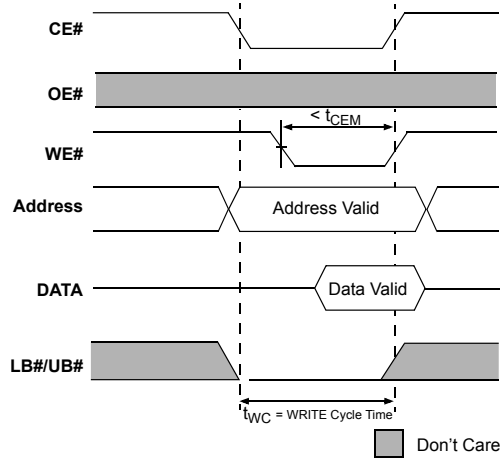 CE#
OE#
< tCEM
WE#
Address
Address Valid
DATA
Data Valid
LB#/UB#
tWC = WRITE Cycle Time
Don't Care